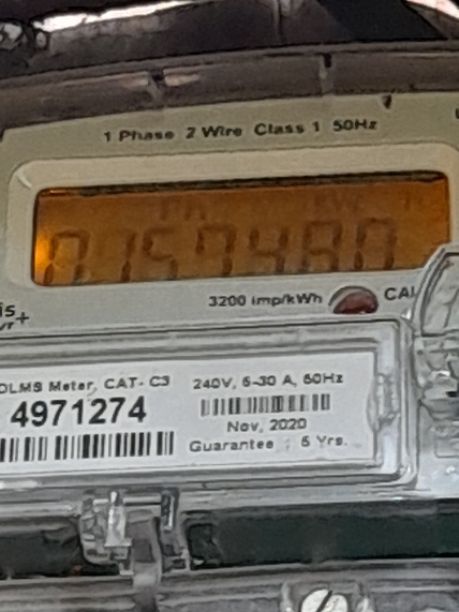 1 Phase 2 Wire Class 1 50Hz
3200 imp/kWh CAL
DLMS Meter, CAT- C3
4971274
240V, 5-30 A, 50Hz
Nov, 2020
Guarantee : 5 Yrs.